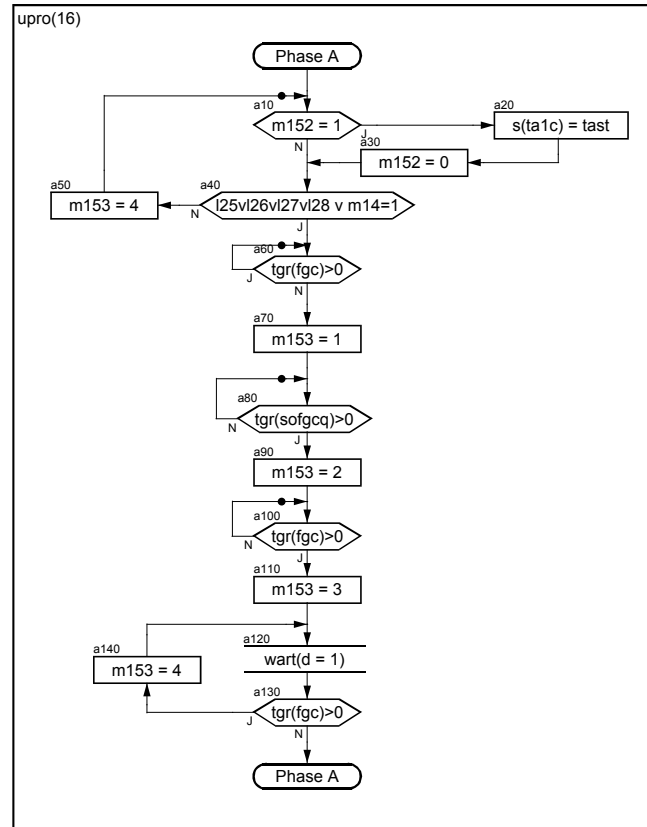 upro(16)
Phase A
a10
m152 = 1
J
N
a20
s(ta1c) = tast
a30
m152 = 0
a50
m153 = 4
a40
l25vl26vl27vl28 v m14=1
N
J
a60
tgr(fgc)>0
J
N
a70
m153 = 1
a80
tgr(sofgcq)>0
N
J
a90
m153 = 2
a100
tgr(fgc)>0
N
J
a110
m153 = 3
a120
wart(d = 1)
a140
m153 = 4
a130
tgr(fgc)>0
J
N
Phase A